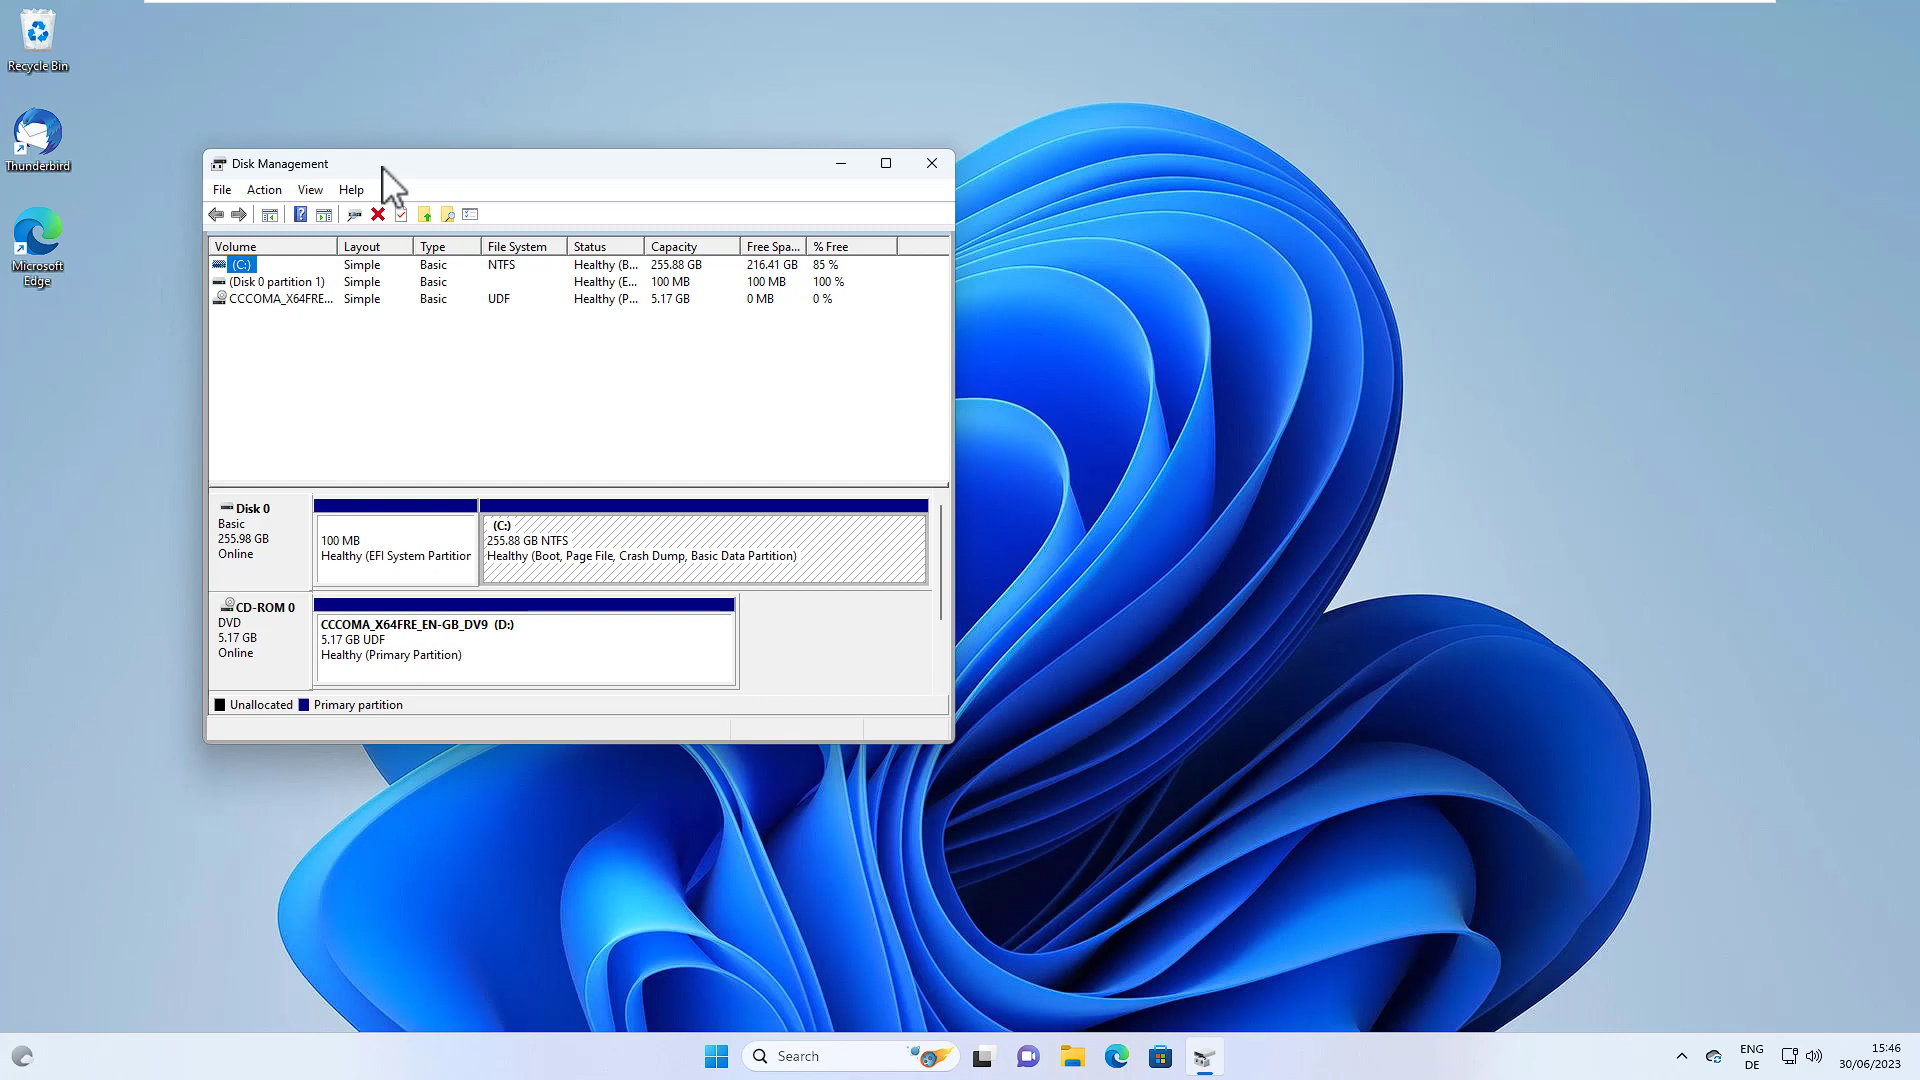 Recycle Bin
Thunderbird
Microsoft
Edge
Disk Management
File Action View Help
Volume Layout Type File System Status Capacity Free Spa... % Free
(C:) Simple Basic NTFS Healthy (B... 255.88 GB 216.41 GB 85 %
(Disk 0 partition 1) Simple Basic Healthy (E... 100 MB 100 MB 100 %
CCCOMA_X64FRE... Simple Basic UDF Healthy (P... 5.17 GB 0 MB 0 %
Disk 0
Basic
255.98 GB
Online
100 MB
Healthy (EFI System Partition
(C:)
255.88 GB NTFS
Healthy (Boot, Page File, Crash Dump, Basic Data Partition)
CD-ROM 0
DVD
5.17 GB
Online
CCCOMA_X64FRE_EN-GB_DV9 (D:)
5.17 GB UDF
Healthy (Primary Partition)
Unallocated Primary partition
Search
ENG
DE
15:46
30/06/2023